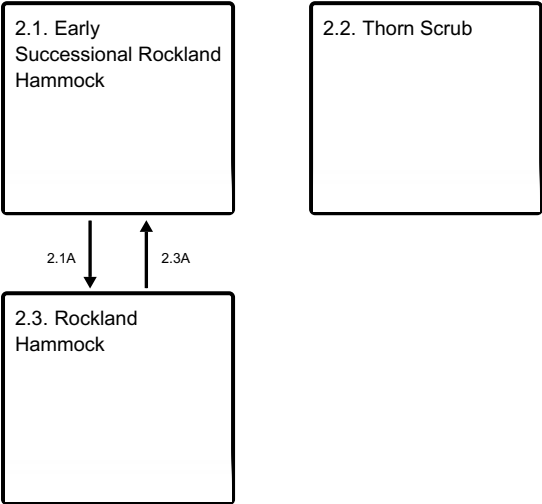 2.1. Early
Successional Rockland
Hammock
2.2. Thorn Scrub
2.1A
2.3A
2.3. Rockland
Hammock